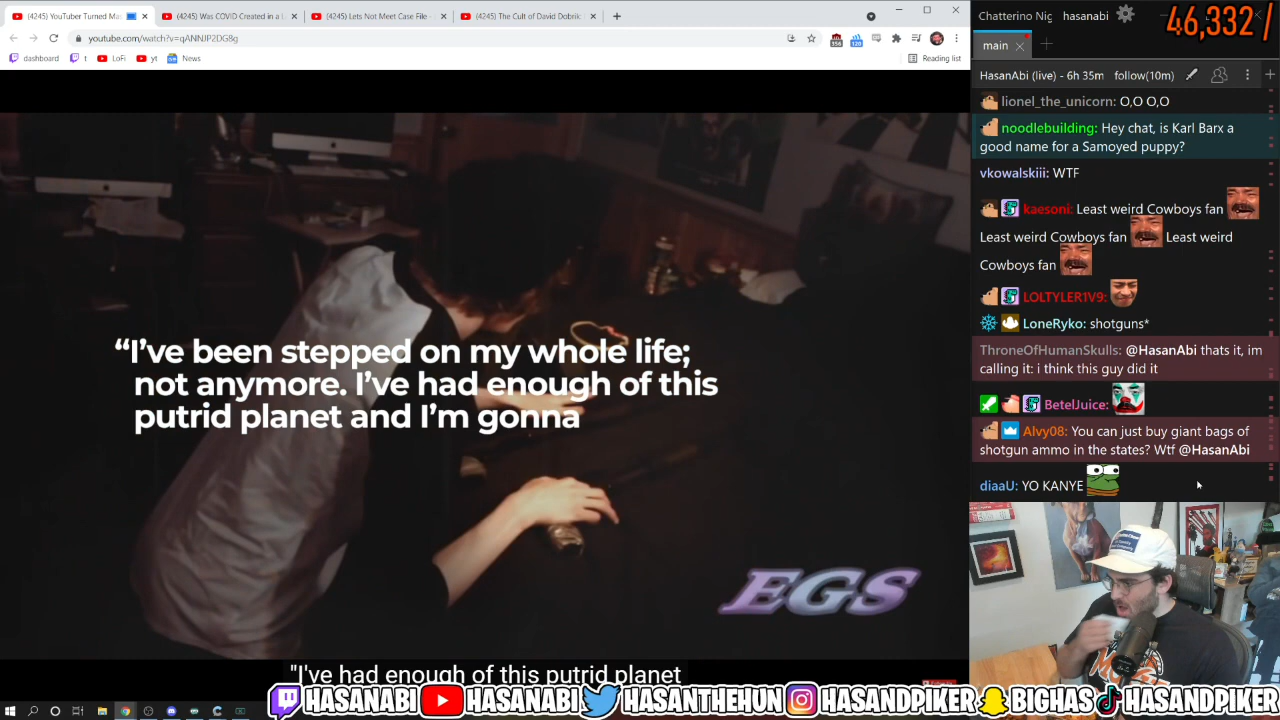 (4245) YouTuber Turned Mas
(4245) Was COVID Created in a L
(4245) Lets Not Meet Case File -
(4245) The Cult of David Dobrik |
youtube.com/watch?v=qANNJP2DG8g
dashboard
t
LoFi
yt
News
Reading list
“I’ve been stepped on my whole life;
not anymore. I’ve had enough of this
putrid planet and I’m gonna
EGS
"I've had enough of this putrid planet
Chatterino Nig
hasanabi
46,332 /
main
HasanAbi (live) - 6h 35m
follow(10m)
lionel_the_unicorn: O,O O,O
noodlebuilding: Hey chat, is Karl Barx a
good name for a Samoyed puppy?
vkowalskiii: WTF
kaesoni: Least weird Cowboys fan
Least weird Cowboys fan Least weird
Cowboys fan
LOLTYLER1V9:
LoneRyko: shotguns*
ThroneOfHumanSkulls: @HasanAbi thats it, im
calling it: i think this guy did it
BetelJuice:
Alvy08: You can just buy giant bags of
shotgun ammo in the states? Wtf @HasanAbi
diaaU: YO KANYE
HASANABI HASANABI HASANTHEHUN HASANDPIKER BIGHAS HASANDPIKER